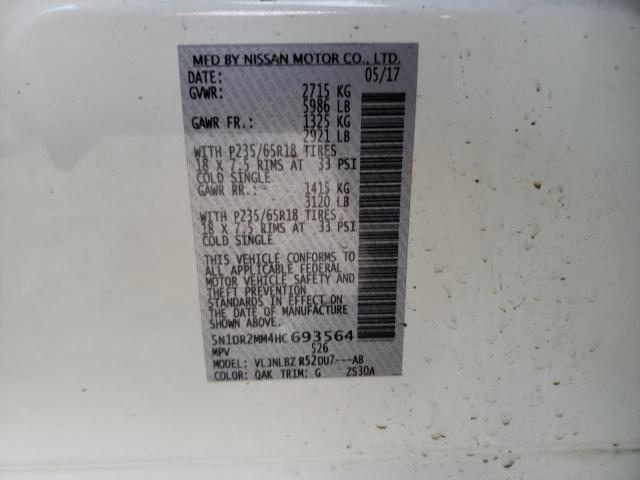 MFD BY NISSAN MOTOR CO., LTD.
DATE: 05/17
GVWR: 2715 KG
5986 LB
GAWR FR.: 1325 KG
2921 LB
WITH P235/65R18 TIRES
18 X 7.5 RIMS AT 33 PSI
COLD SINGLE
GAWR RR.:- 1415 KG
3120 LB
WITH P235/65R18 TIRES
18 X 7.5 RIMS AT 33 PSI
COLD SINGLE
THIS VEHICLE CONFORMS TO
ALL APPLICABLE FEDERAL
MOTOR VEHICLE SAFETY AND
THEFT PREVENTION
STANDARDS IN EFFECT ON
THE DATE OF MANUFACTURE
SHOWN ABOVE.
5N1DR2MM4HC693564
MPV 526
MODEL: VLJNLBZ R52DU7---AB
COLOR: QAK TRIM: G ZS30A